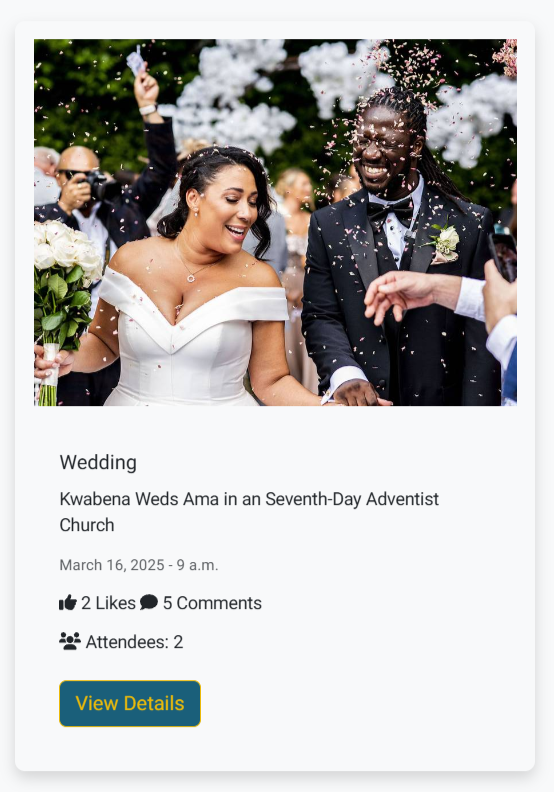 Wedding
Kwabena Weds Ama in an Seventh-Day Adventist
Church
March 16, 2025 - 9 a.m.
2 Likes 5 Comments
Attendees: 2
View Details